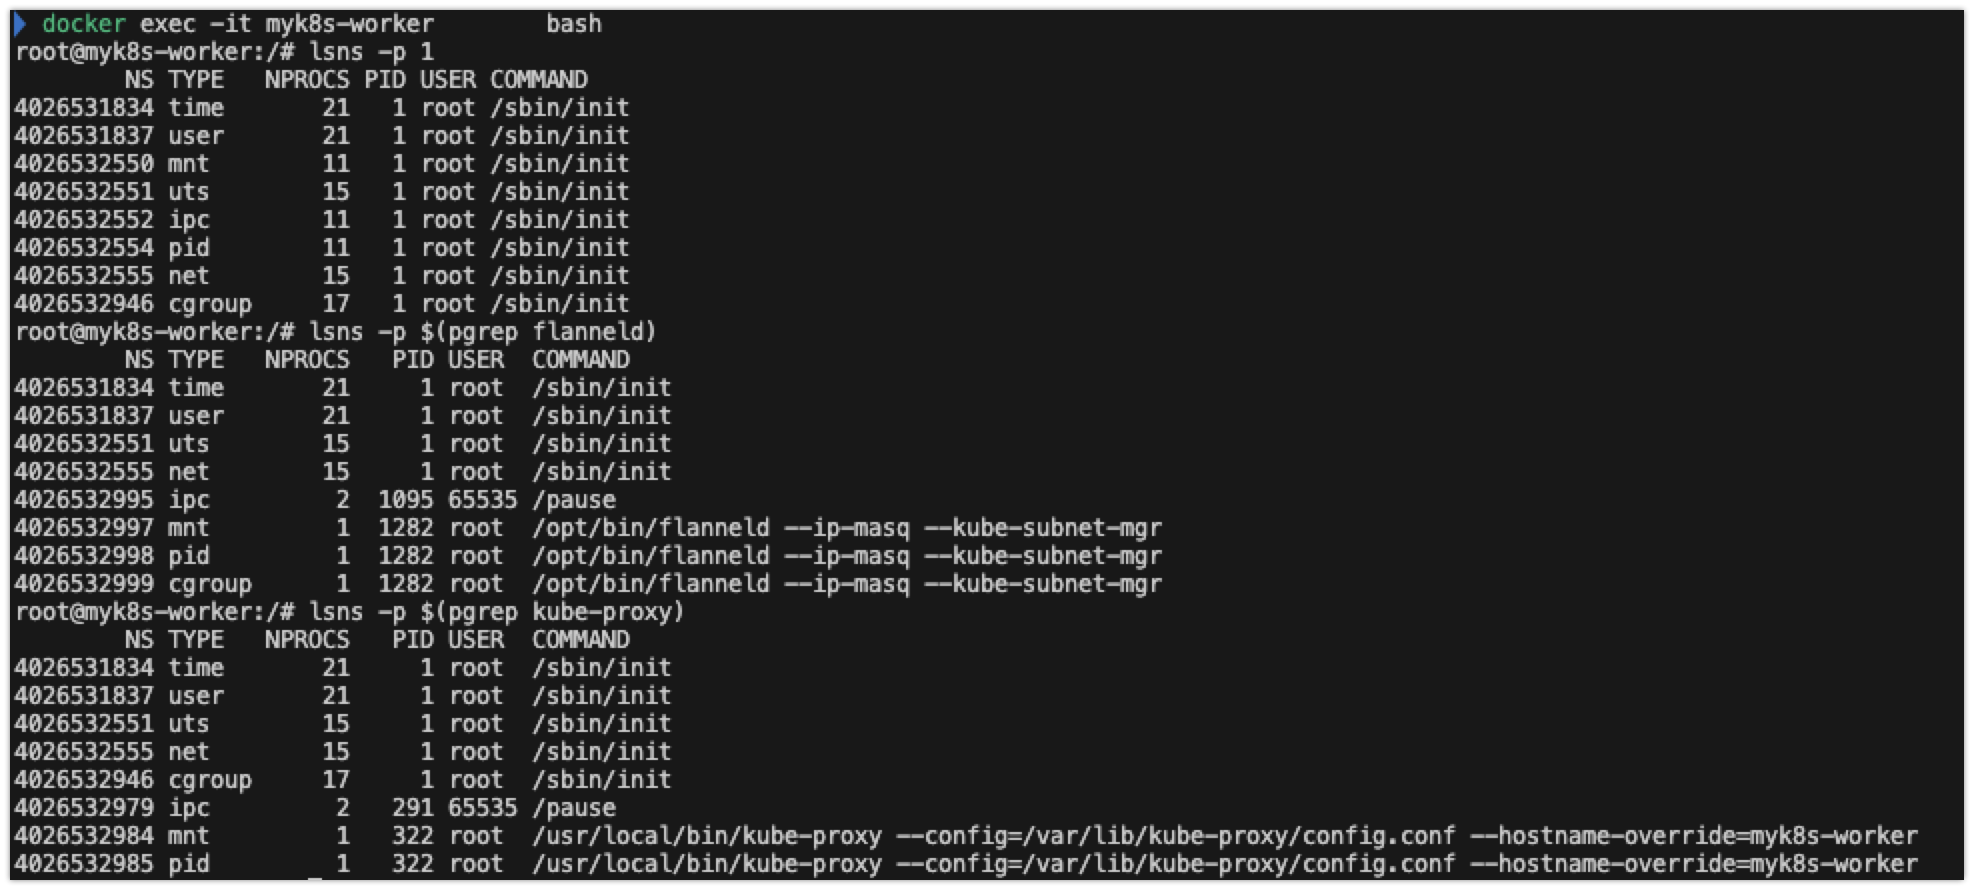 docker exec -it myk8s-worker        bash
root@myk8s-worker:/# lsns -p 1
        NS TYPE   NPROCS PID USER COMMAND
4026531834 time       21   1 root /sbin/init
4026531837 user       21   1 root /sbin/init
4026532550 mnt        11   1 root /sbin/init
4026532551 uts        15   1 root /sbin/init
4026532552 ipc        11   1 root /sbin/init
4026532554 pid        11   1 root /sbin/init
4026532555 net        15   1 root /sbin/init
4026532946 cgroup     17   1 root /sbin/init
root@myk8s-worker:/# lsns -p $(pgrep flanneld)
        NS TYPE   NPROCS   PID USER  COMMAND
4026531834 time       21     1 root  /sbin/init
4026531837 user       21     1 root  /sbin/init
4026532551 uts        15     1 root  /sbin/init
4026532555 net        15     1 root  /sbin/init
4026532995 ipc         2  1095 65535 /pause
4026532997 mnt         1  1282 root  /opt/bin/flanneld --ip-masq --kube-subnet-mgr
4026532998 pid         1  1282 root  /opt/bin/flanneld --ip-masq --kube-subnet-mgr
4026532999 cgroup      1  1282 root  /opt/bin/flanneld --ip-masq --kube-subnet-mgr
root@myk8s-worker:/# lsns -p $(pgrep kube-proxy)
        NS TYPE   NPROCS   PID USER  COMMAND
4026531834 time       21     1 root  /sbin/init
4026531837 user       21     1 root  /sbin/init
4026532551 uts        15     1 root  /sbin/init
4026532555 net        15     1 root  /sbin/init
4026532946 cgroup     17     1 root  /sbin/init
4026532979 ipc         2   291 65535 /pause
4026532984 mnt         1   322 root  /usr/local/bin/kube-proxy --config=/var/lib/kube-proxy/config.conf --hostname-override=myk8s-worker
4026532985 pid         1   322 root  /usr/local/bin/kube-proxy --config=/var/lib/kube-proxy/config.conf --hostname-override=myk8s-worker